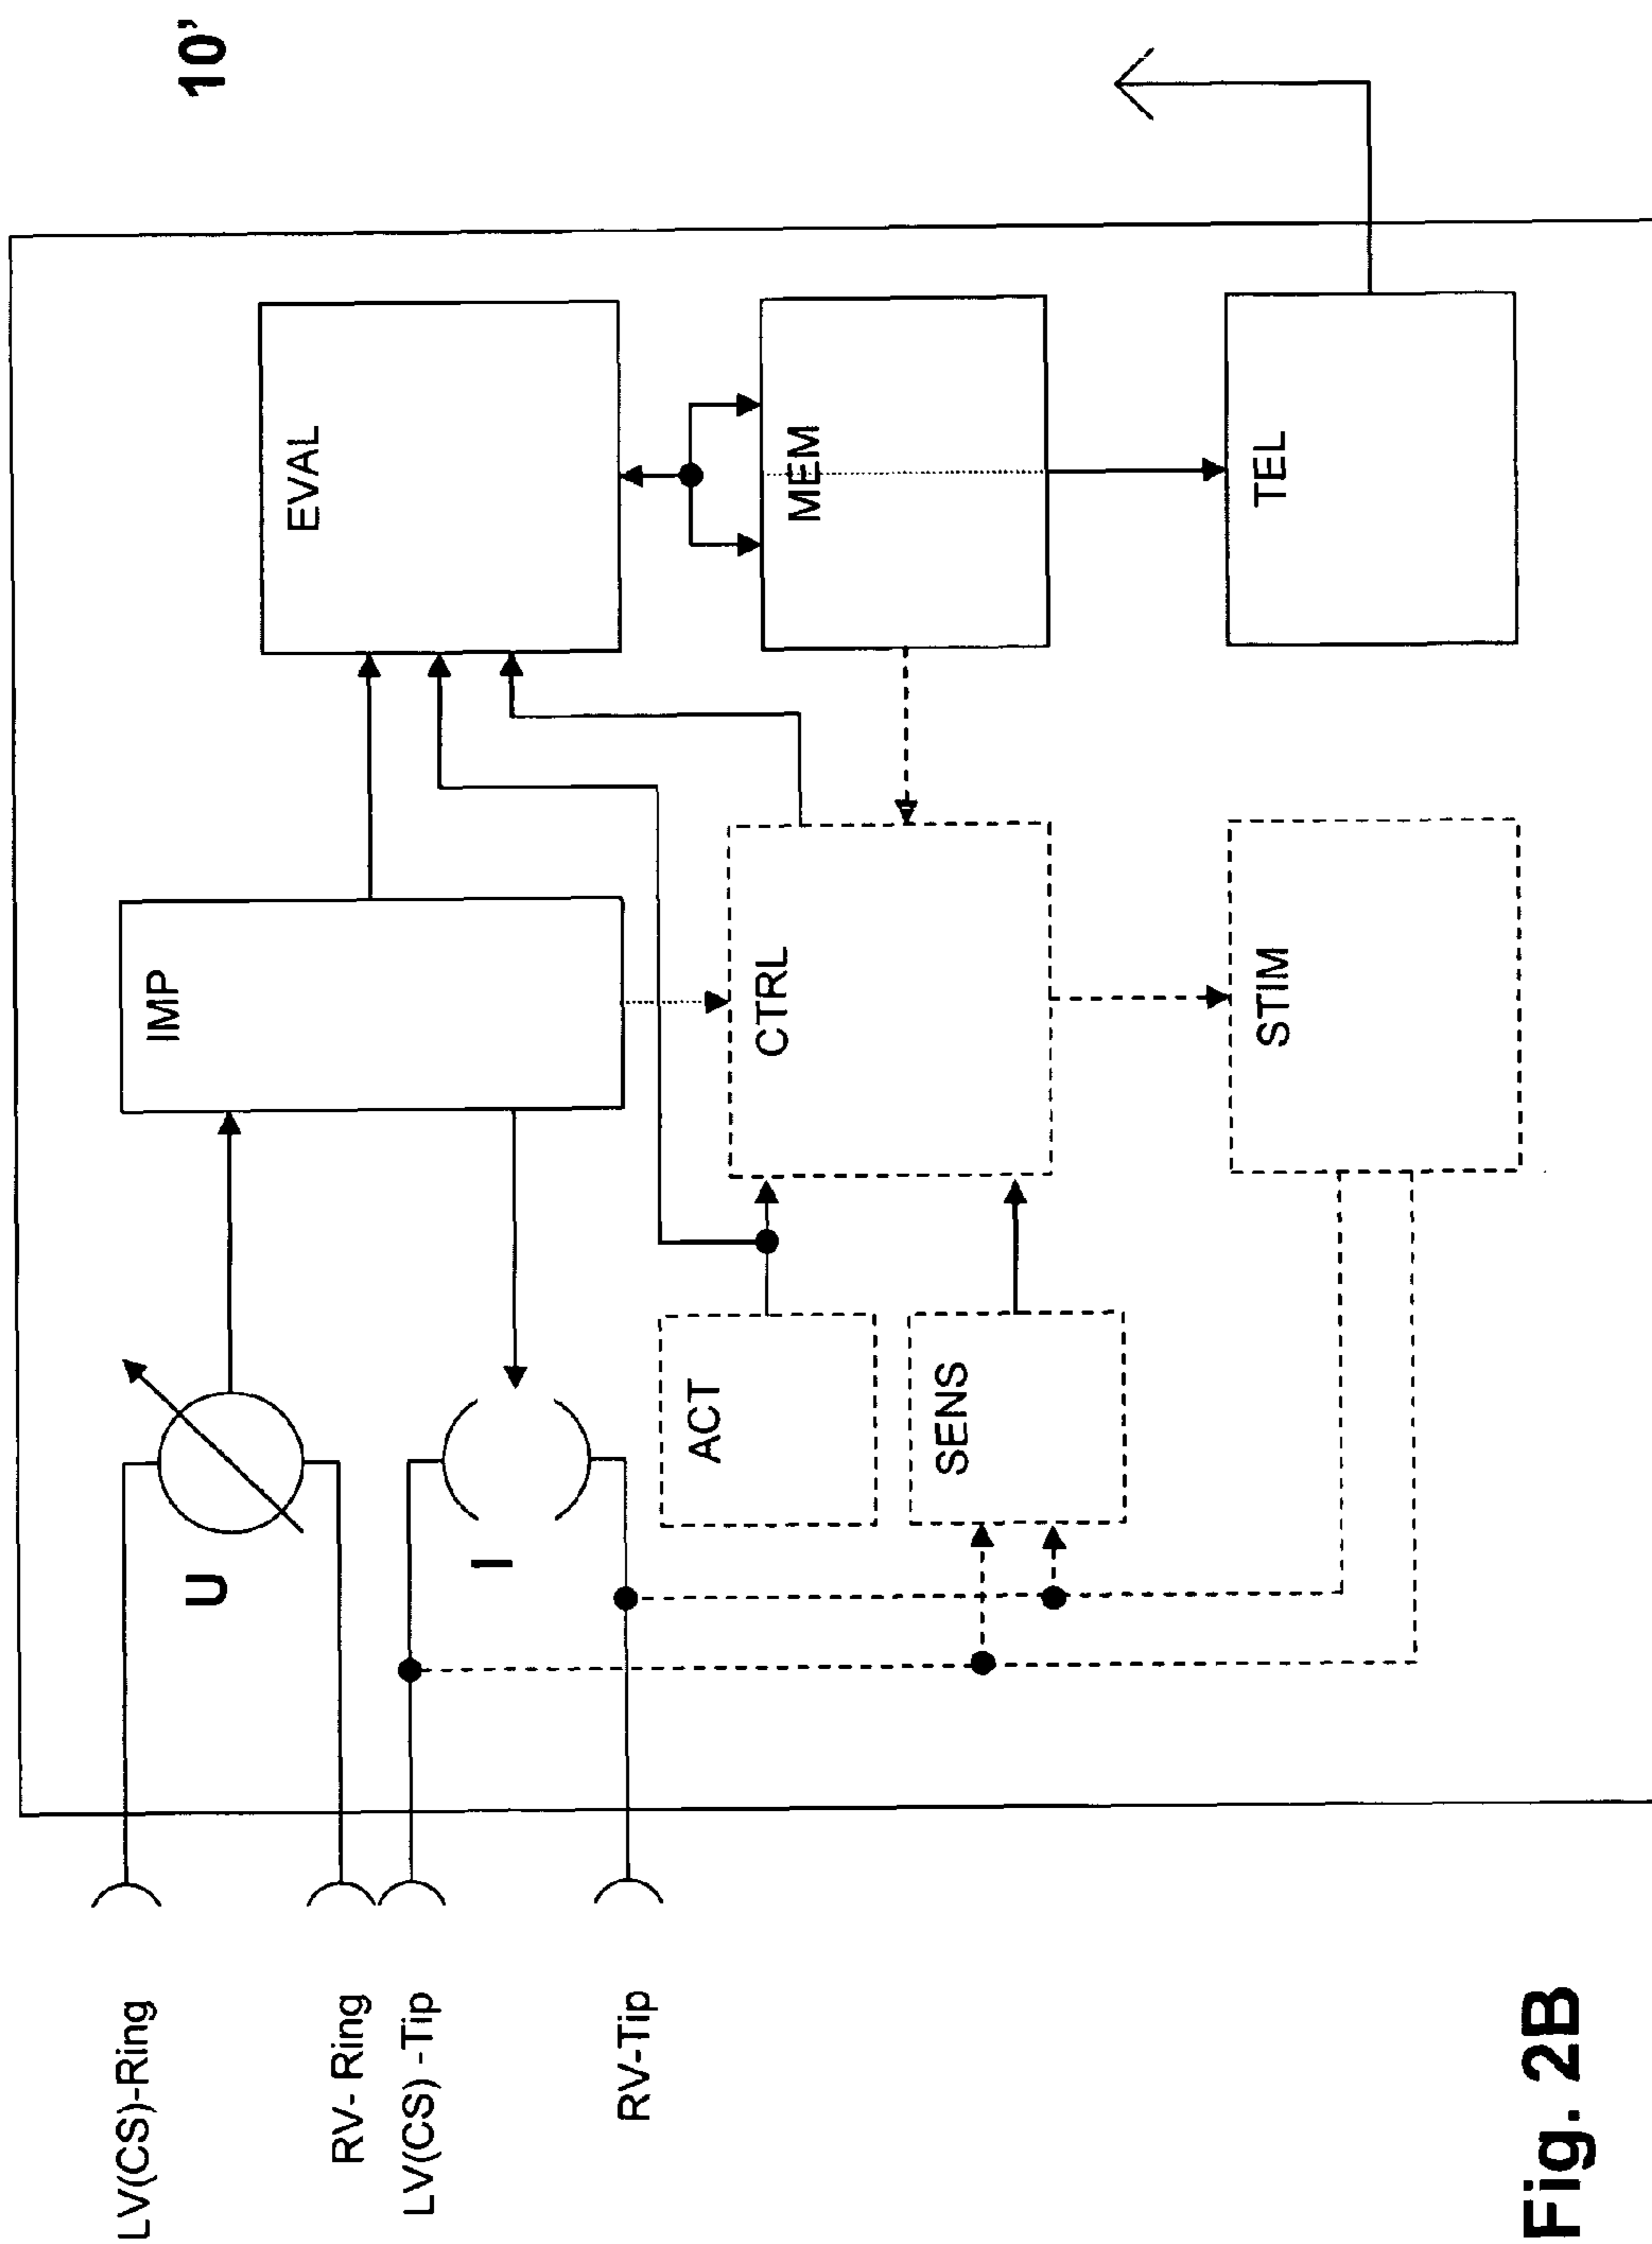 10’
LV(CS)-Ring
RV- Ring
LV(CS) -Tip
RV-Tip
U
I
IMP
EVAL
ACT
SENS
CTRL
MEM
STIM
TEL
Fig. 2B